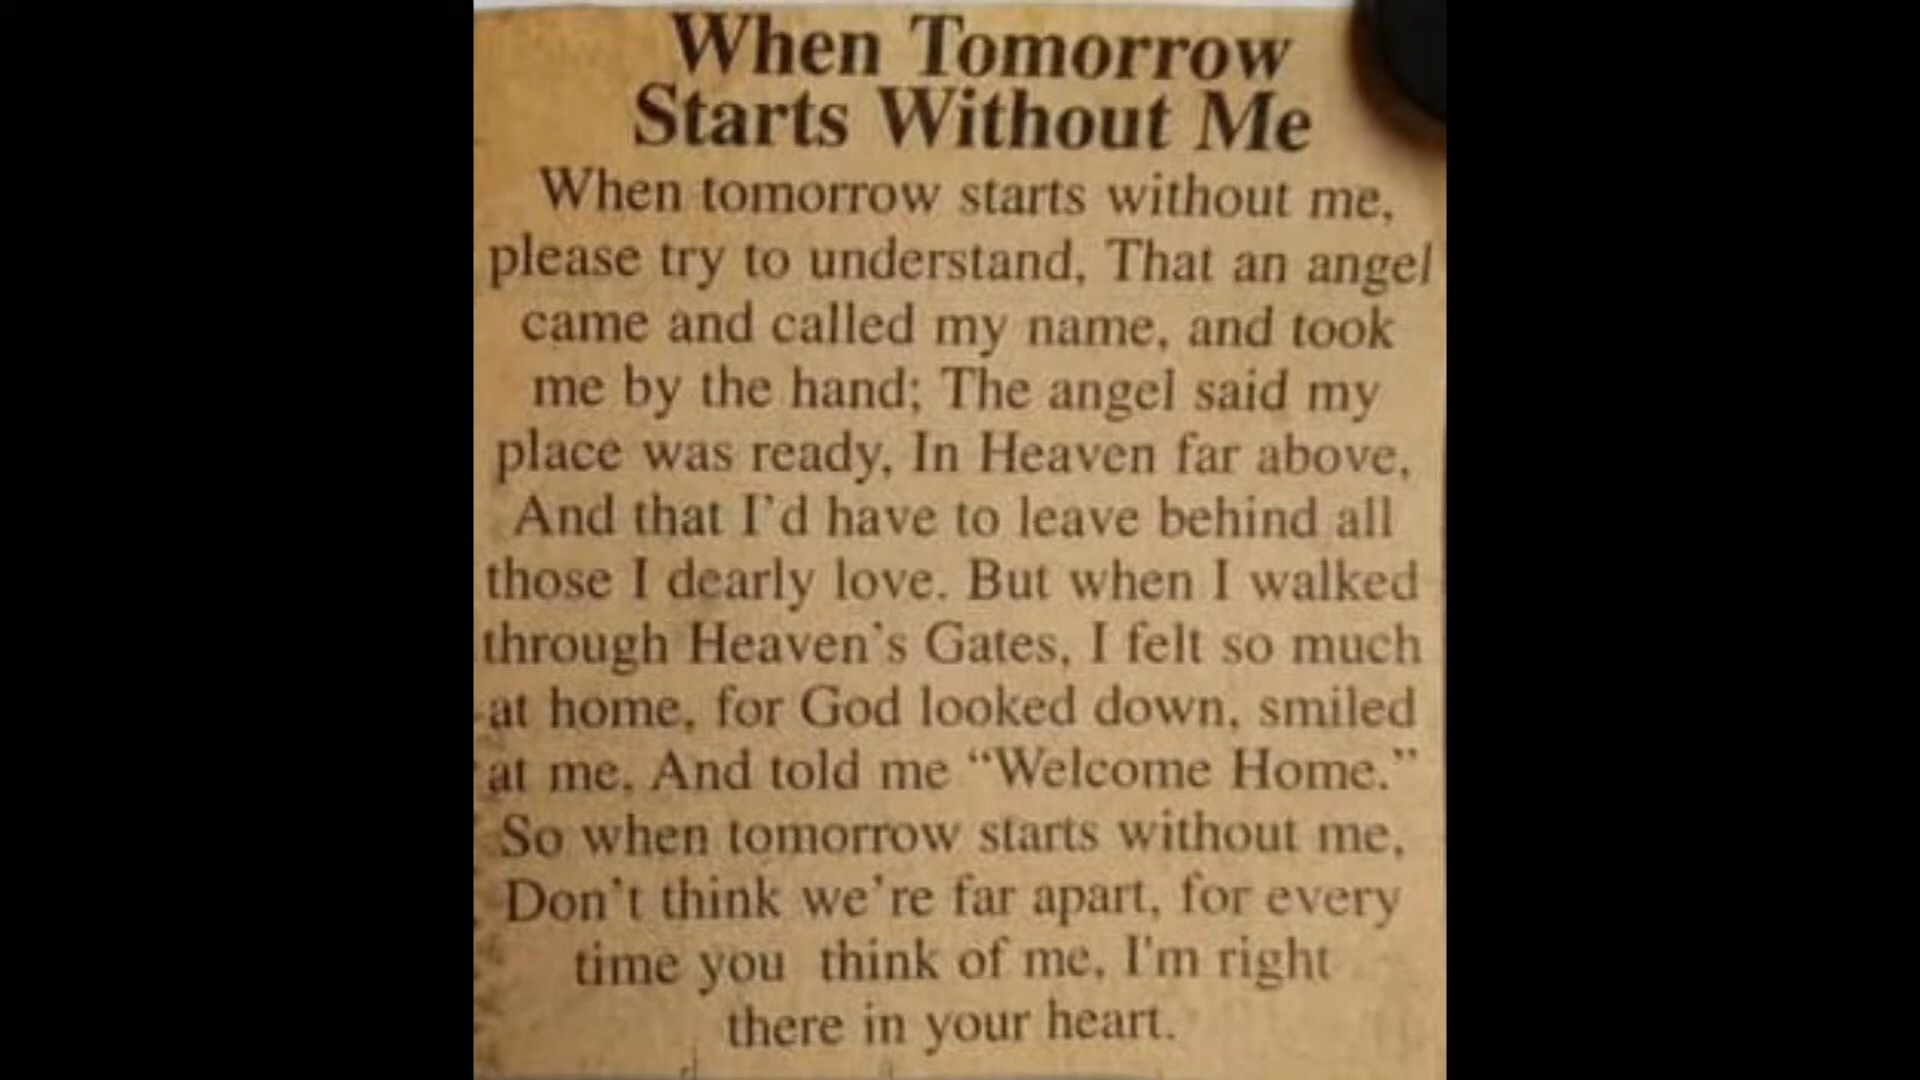 When Tomorrow
Starts Without Me
When tomorrow starts without me,
please try to understand, That an angel
came and called my name, and took
me by the hand; The angel said my
place was ready, In Heaven far above,
And that I’d have to leave behind all
those I dearly love. But when I walked
through Heaven’s Gates, I felt so much
at home, for God looked down, smiled
at me, And told me “Welcome Home.”
So when tomorrow starts without me,
Don’t think we’re far apart, for every
time you think of me, I'm right
there in your heart.